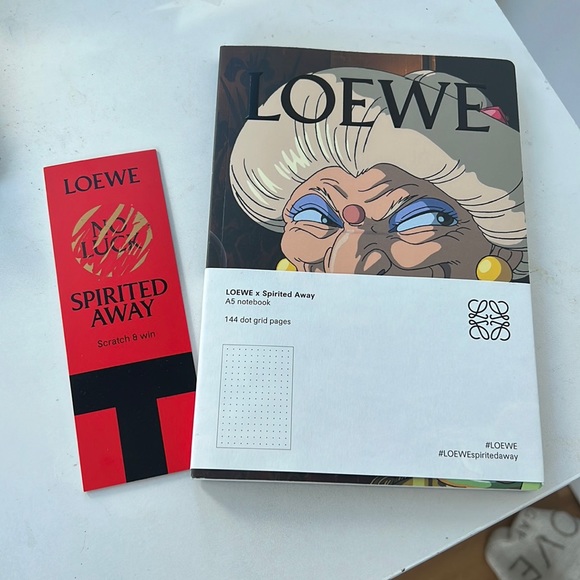 LOEWE
NO
LUCK
SPIRITED
AWAY
Scratch & win
LOEWE
LOEWE x Spirited Away
A5 notebook
144 dot grid pages
#LOEWE
#LOEWEspiritedaway